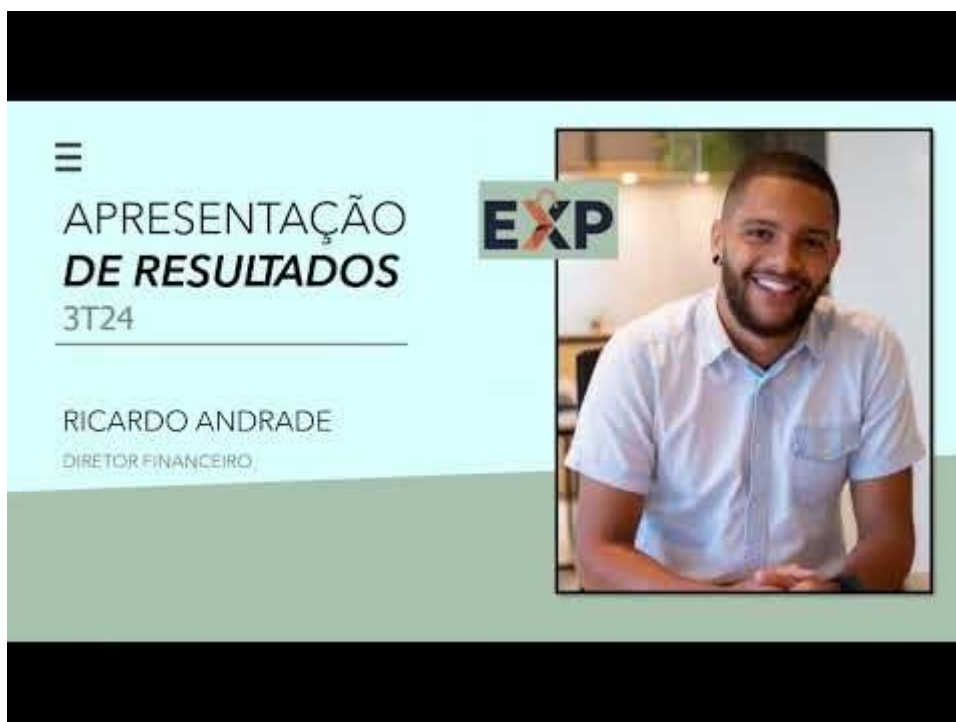 APRESENTAÇÃO
DE RESULTADOS
3T24
RICARDO ANDRADE
DIRETOR FINANCEIRO
EXP